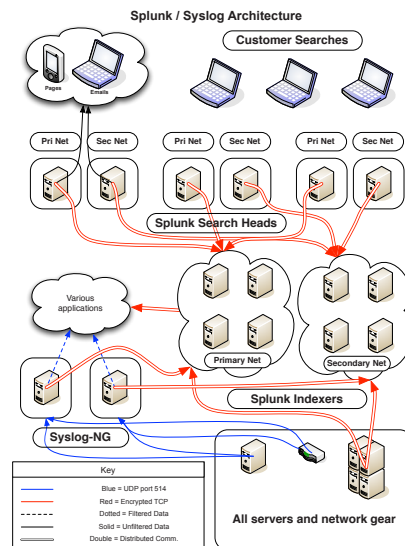 Splunk / Syslog Architecture
Customer Searches
Pages
Emails
Pri Net
Sec Net
Pri Net
Sec Net
Pri Net
Sec Net
Splunk Search Heads
Various
applications
Primary Net
Secondary Net
Splunk Indexers
Syslog-NG
Key
Blue = UDP port 514
Red = Encrypted TCP
Dotted = Filtered Data
Solid = Unfiltered Data
Double = Distributed Comm.
All servers and network gear